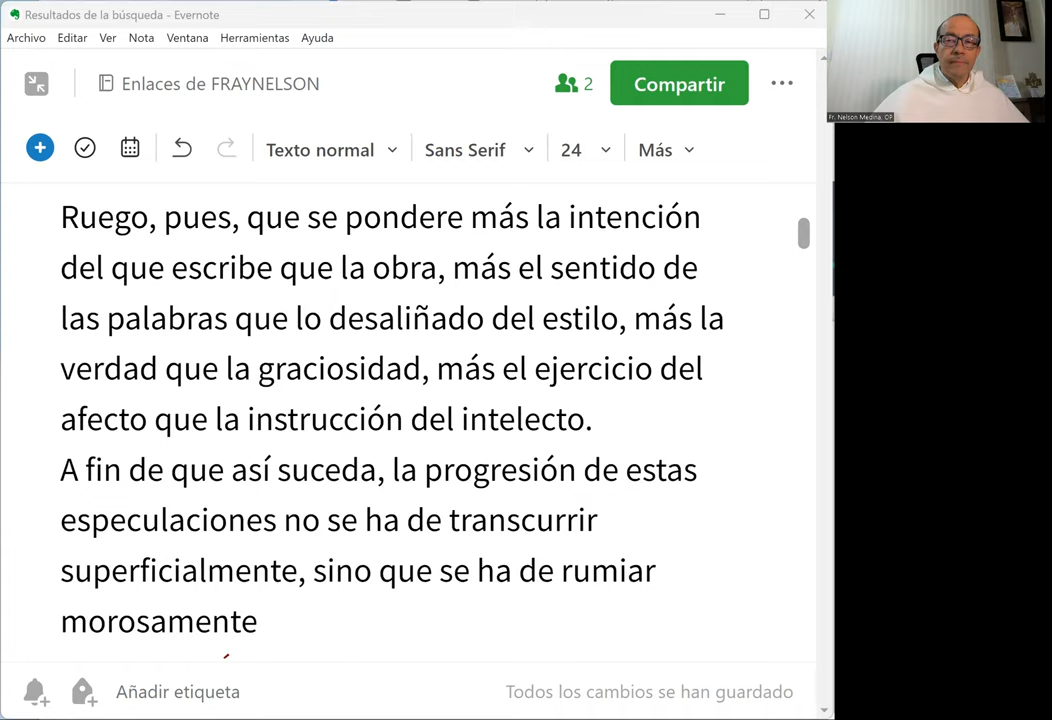 Resultados de la búsqueda - Evernote
Archivo Editar Ver Nota Ventana Herramientas Ayuda
Enlaces de FRAYNELSON 2 Compartir
Texto normal Sans Serif 24 Más
Ruego, pues, que se pondere más la intención
del que escribe que la obra, más el sentido de
las palabras que lo desaliñado del estilo, más la
verdad que la graciosidad, más el ejercicio del
afecto que la instrucción del intelecto.
A fin de que así suceda, la progresión de estas
especulaciones no se ha de transcurrir
superficialmente, sino que se ha de rumiar
morosamente
Añadir etiqueta Todos los cambios se han guardado
Fr. Nelson Medina, OP